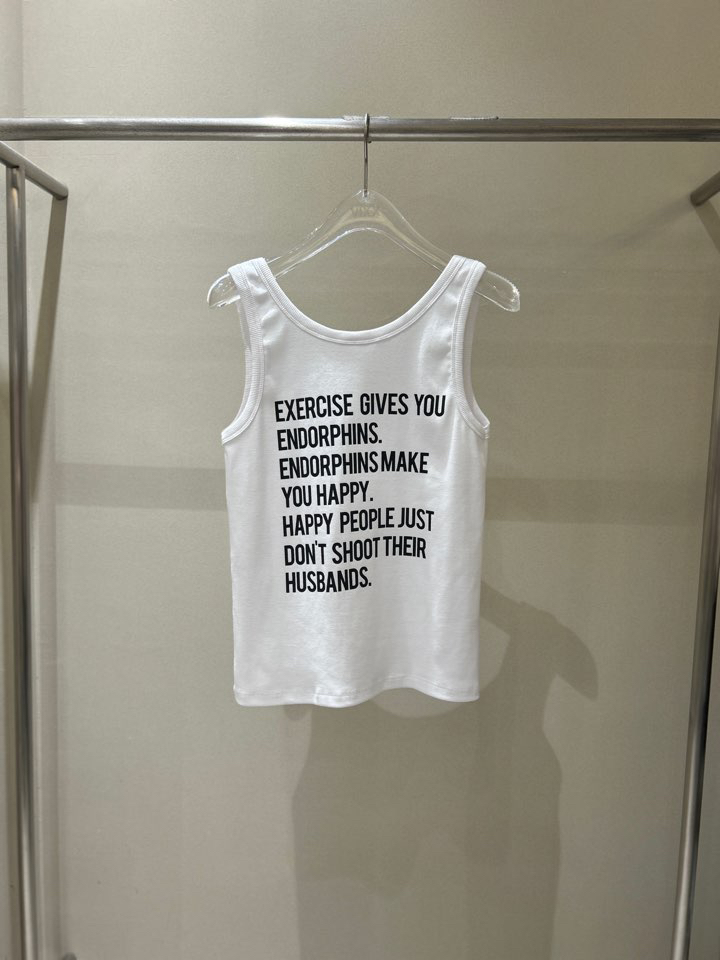 EXERCISE GIVES YOU
ENDORPHINS.
ENDORPHINS MAKE
YOU HAPPY.
HAPPY PEOPLE JUST
DON'T SHOOT THEIR
HUSBANDS.